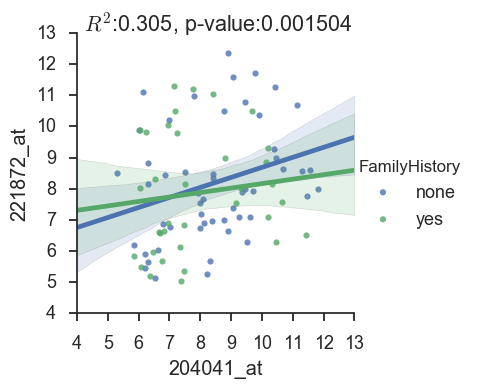 R²:0.305, p-value:0.001504
13
12
11
10
9
8
7
6
5
4
221872_at
4 5 6 7 8 9 10 11 12 13
204041_at
FamilyHistory
none
yes